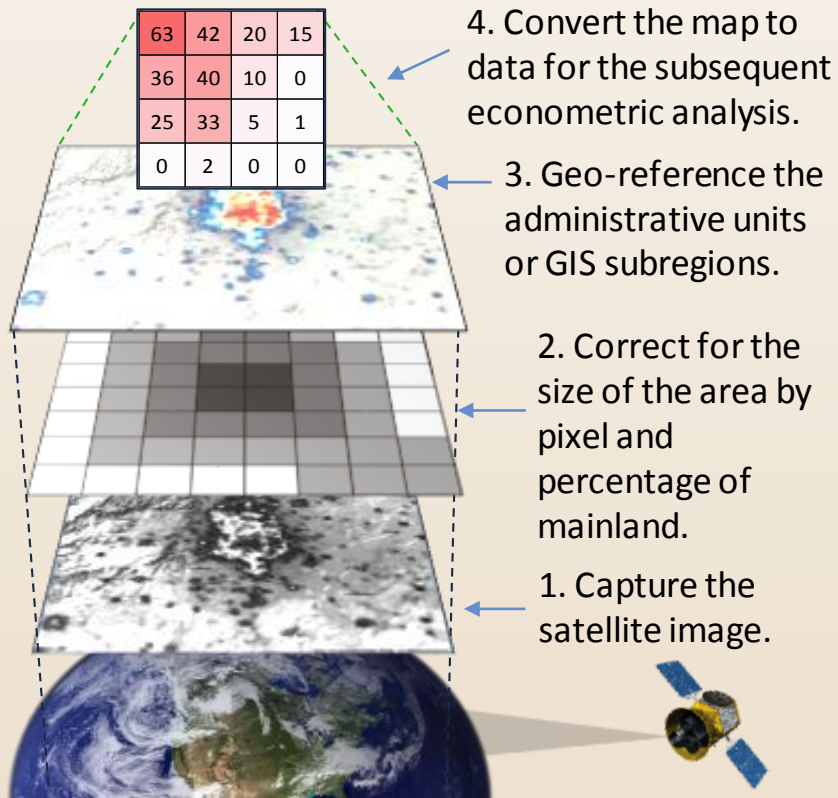 63 42 20 15
36 40 10 0
25 33 5 1
0 2 0 0
4. Convert the map to
data for the subsequent
econometric analysis.
3. Geo-reference the
administrative units
or GIS subregions.
2. Correct for the
size of the area by
pixel and
percentage of
mainland.
1. Capture the
satellite image.